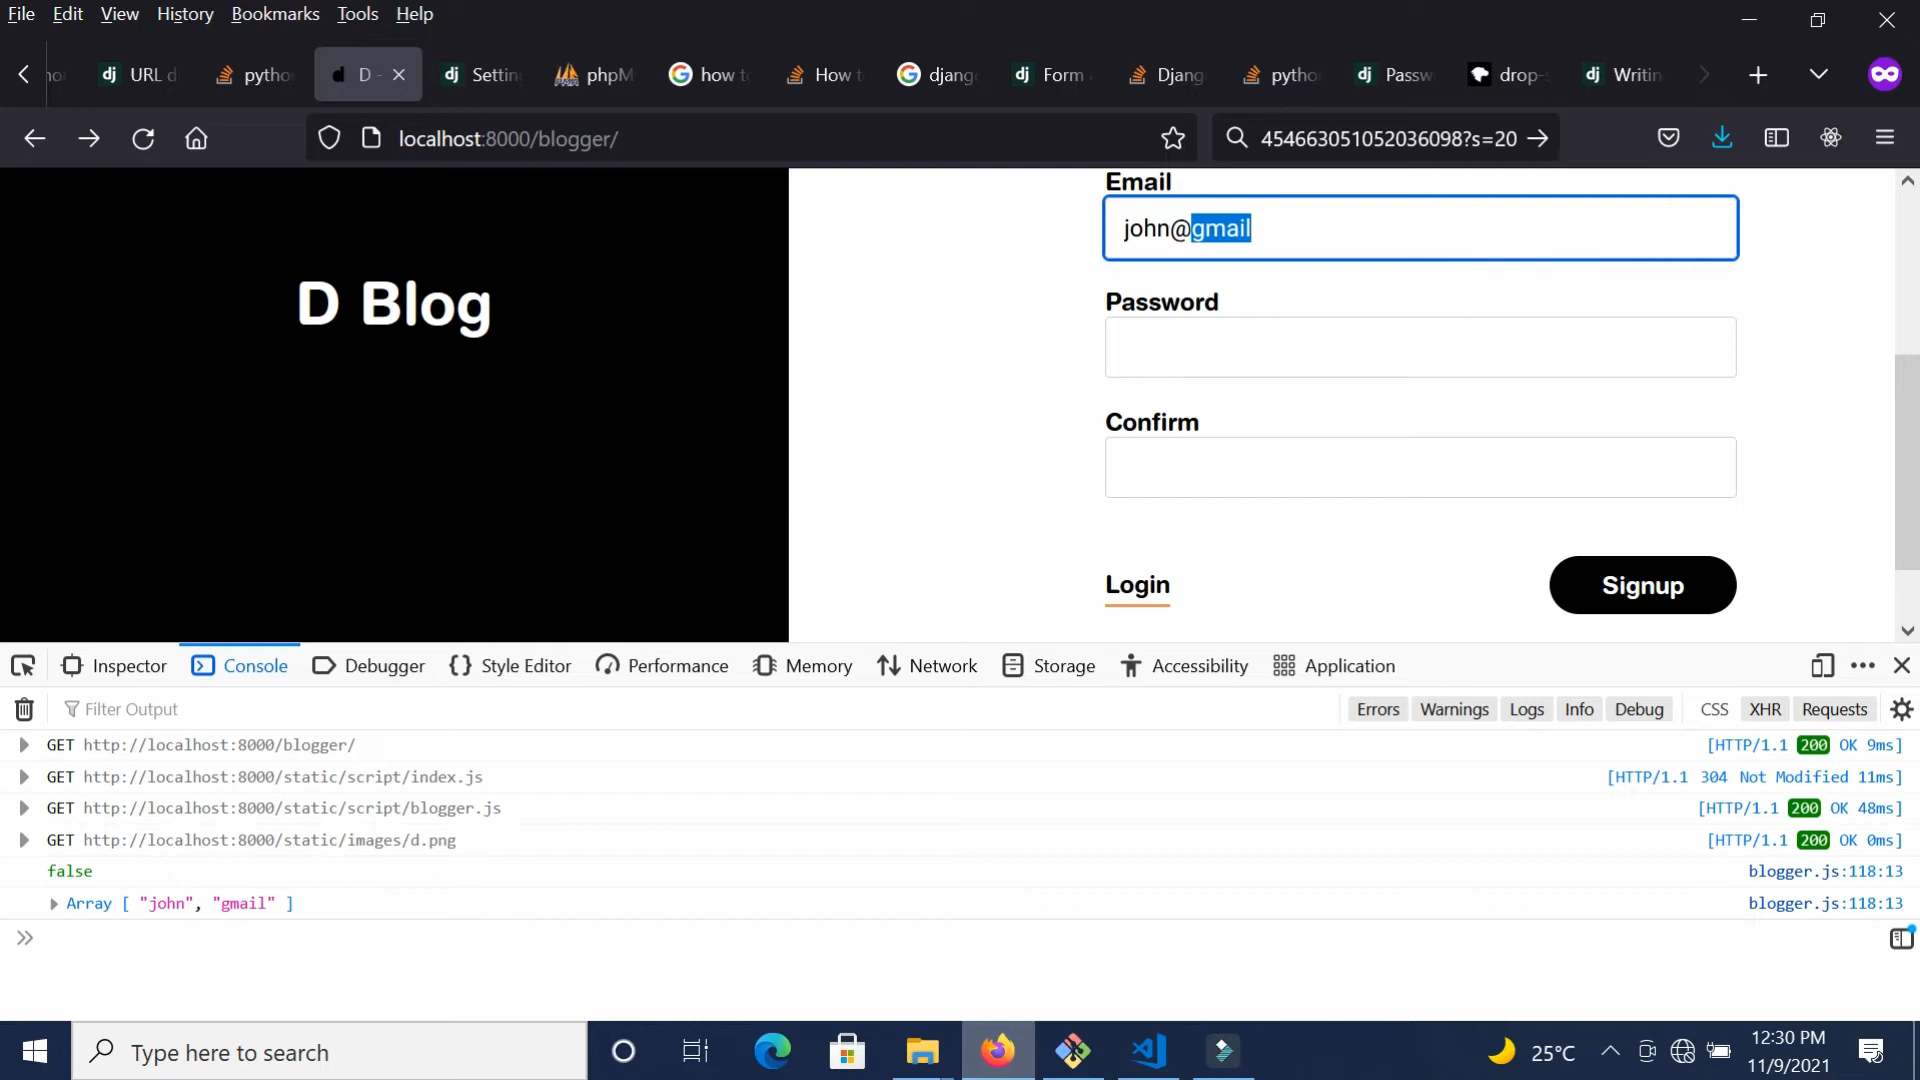 File Edit View History Bookmarks Tools Help
URL d
pytho
D -
Settin
phpM
how t
How t
djang
Form
Djang
pytho
Passw
drop-
Writin
localhost:8000/blogger/
454663051052036098?s=20
D Blog
Email
john@gmail
Password
Confirm
Login
Signup
Inspector Console Debugger Style Editor Performance Memory Network Storage Accessibility Application
Filter Output
Errors Warnings Logs Info Debug CSS XHR Requests
GET http://localhost:8000/blogger/ [HTTP/1.1 200 OK 9ms]
GET http://localhost:8000/static/script/index.js [HTTP/1.1 304 Not Modified 11ms]
GET http://localhost:8000/static/script/blogger.js [HTTP/1.1 200 OK 48ms]
GET http://localhost:8000/static/images/d.png [HTTP/1.1 200 OK 0ms]
false blogger.js:118:13
Array [ "john", "gmail" ] blogger.js:118:13
Type here to search
25°C
12:30 PM
11/9/2021